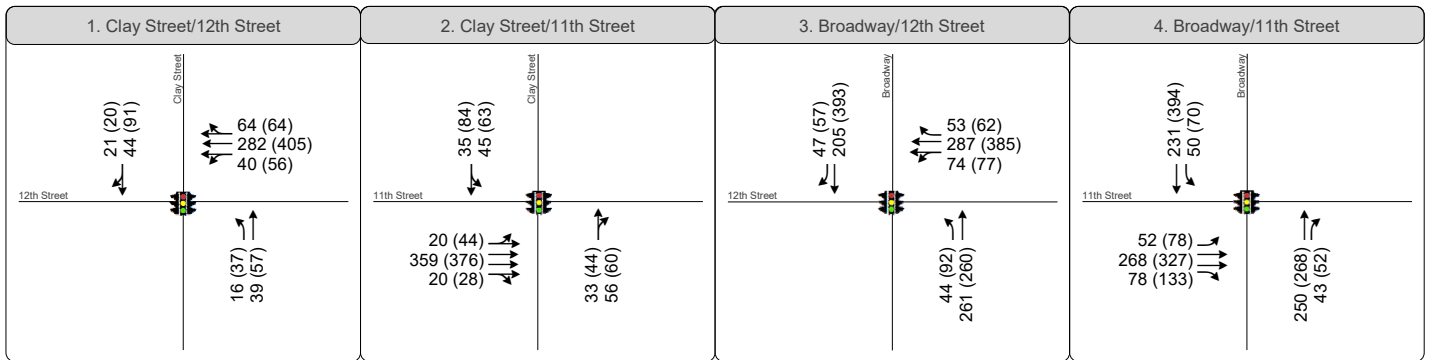 1. Clay Street/12th Street
Clay Street
21 (20)
44 (91)
64 (64)
282 (405)
40 (56)
12th Street
16 (37)
39 (57)
2. Clay Street/11th Street
Clay Street
35 (84)
45 (63)
11th Street
20 (44)
359 (376)
20 (28)
33 (44)
56 (60)
3. Broadway/12th Street
Broadway
47 (57)
205 (393)
53 (62)
287 (385)
74 (77)
12th Street
44 (92)
261 (260)
4. Broadway/11th Street
Broadway
231 (394)
50 (70)
11th Street
52 (78)
268 (327)
78 (133)
250 (268)
43 (52)